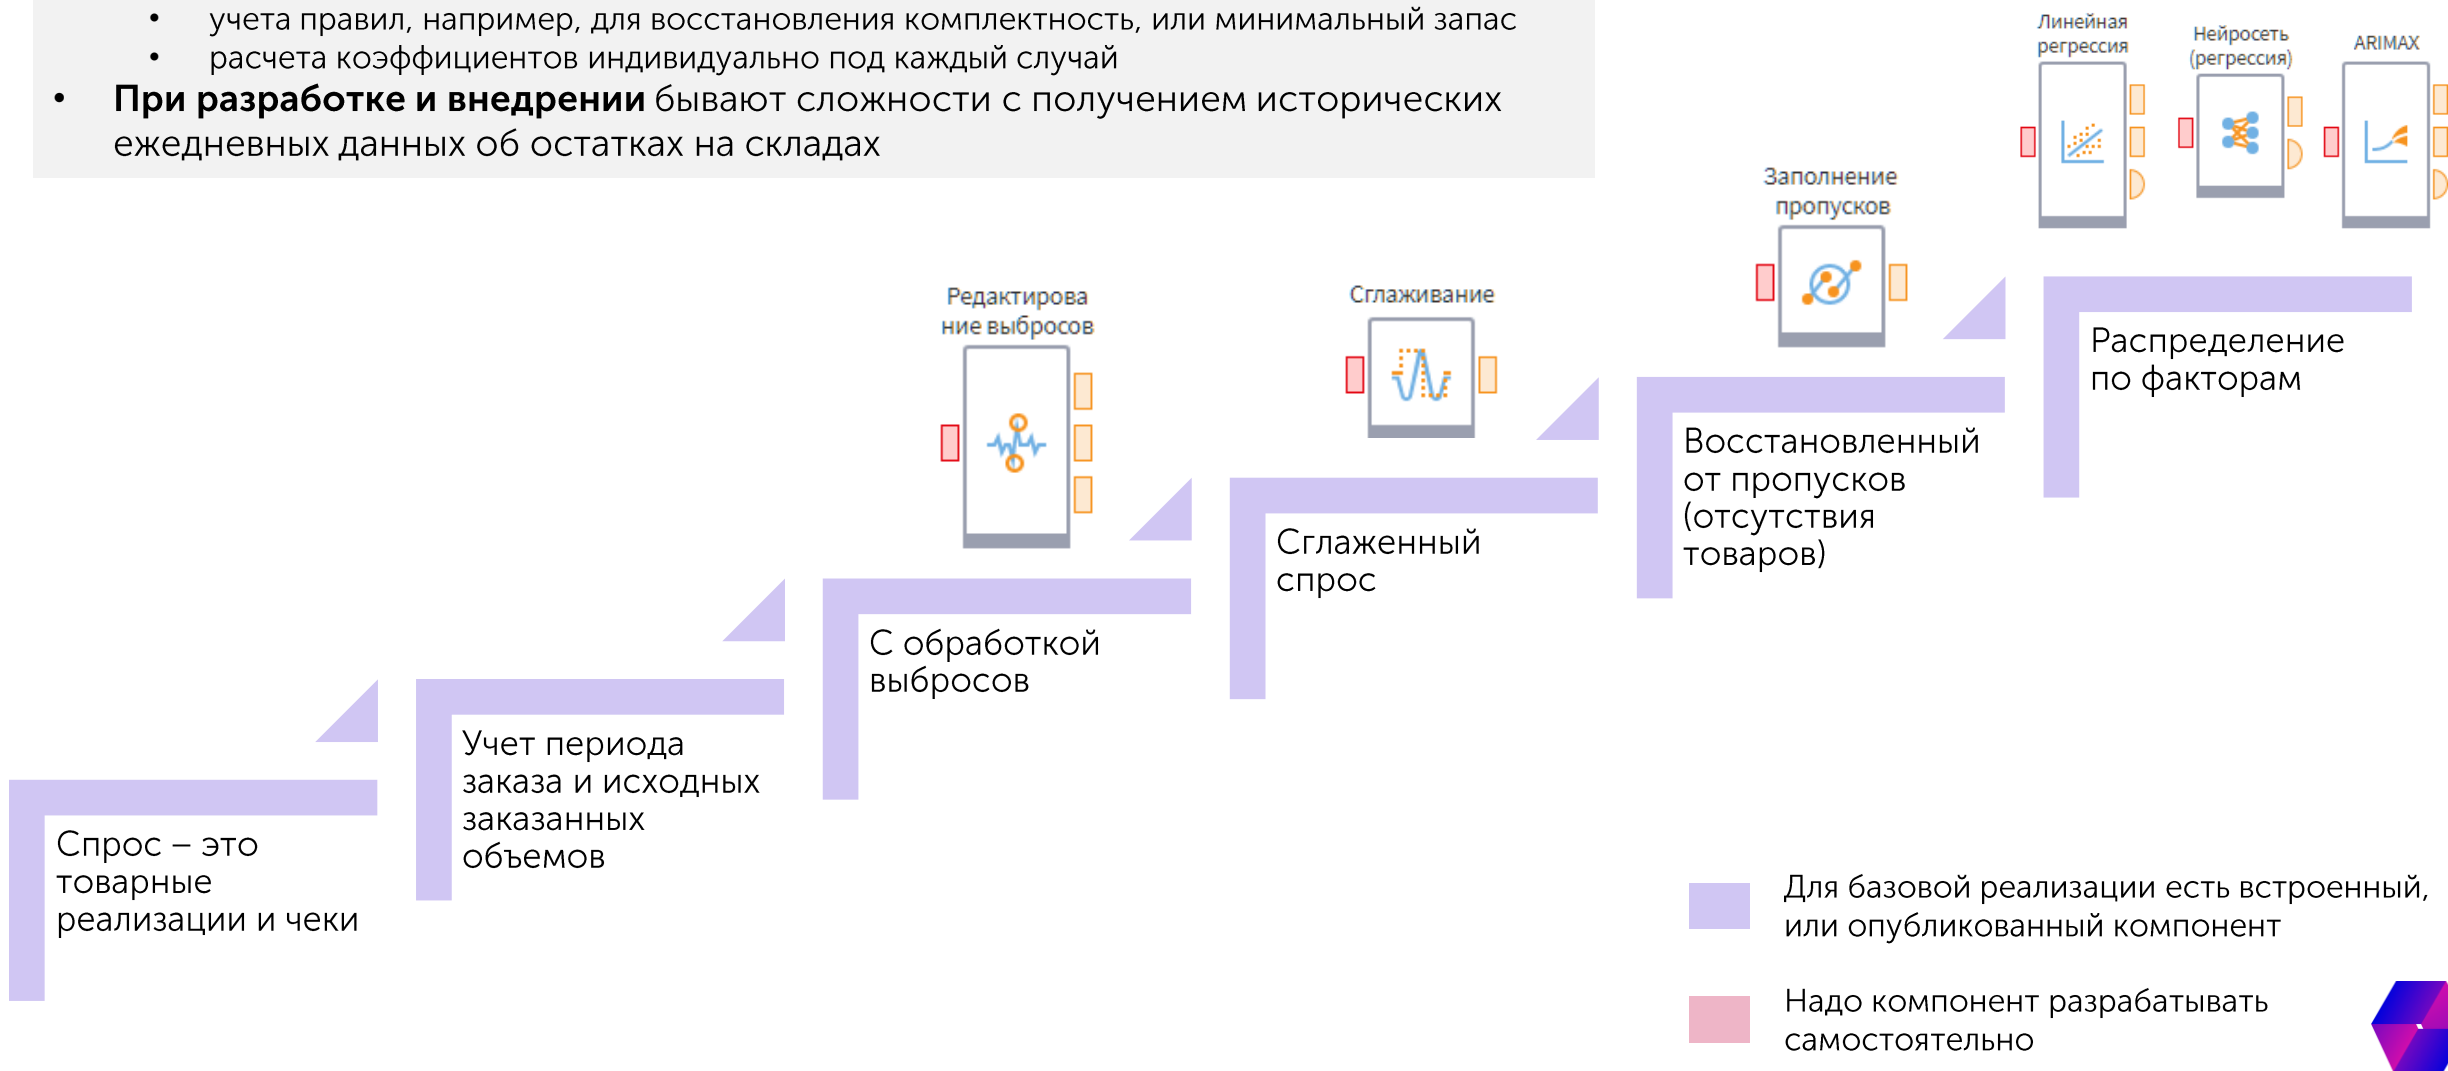 • учета правил, например, для восстановления комплектность, или минимальный запас
• расчета коэффициентов индивидуально под каждый случай
• При разработке и внедрении бывают сложности с получением исторических
ежедневных данных об остатках на складах
Линейная
регрессия
Нейросеть
(регрессия)
ARIMAX
Заполнение
пропусков
Редактирова
ние выбросов
Сглаживание
Распределение
по факторам
Восстановленный
от пропусков
(отсутствия
товаров)
Сглаженный
спрос
С обработкой
выбросов
Учет периода
заказа и исходных
заказанных
объемов
Спрос – это
товарные
реализации и чеки
Для базовой реализации есть встроенный,
или опубликованный компонент
Надо компонент разрабатывать
самостоятельно